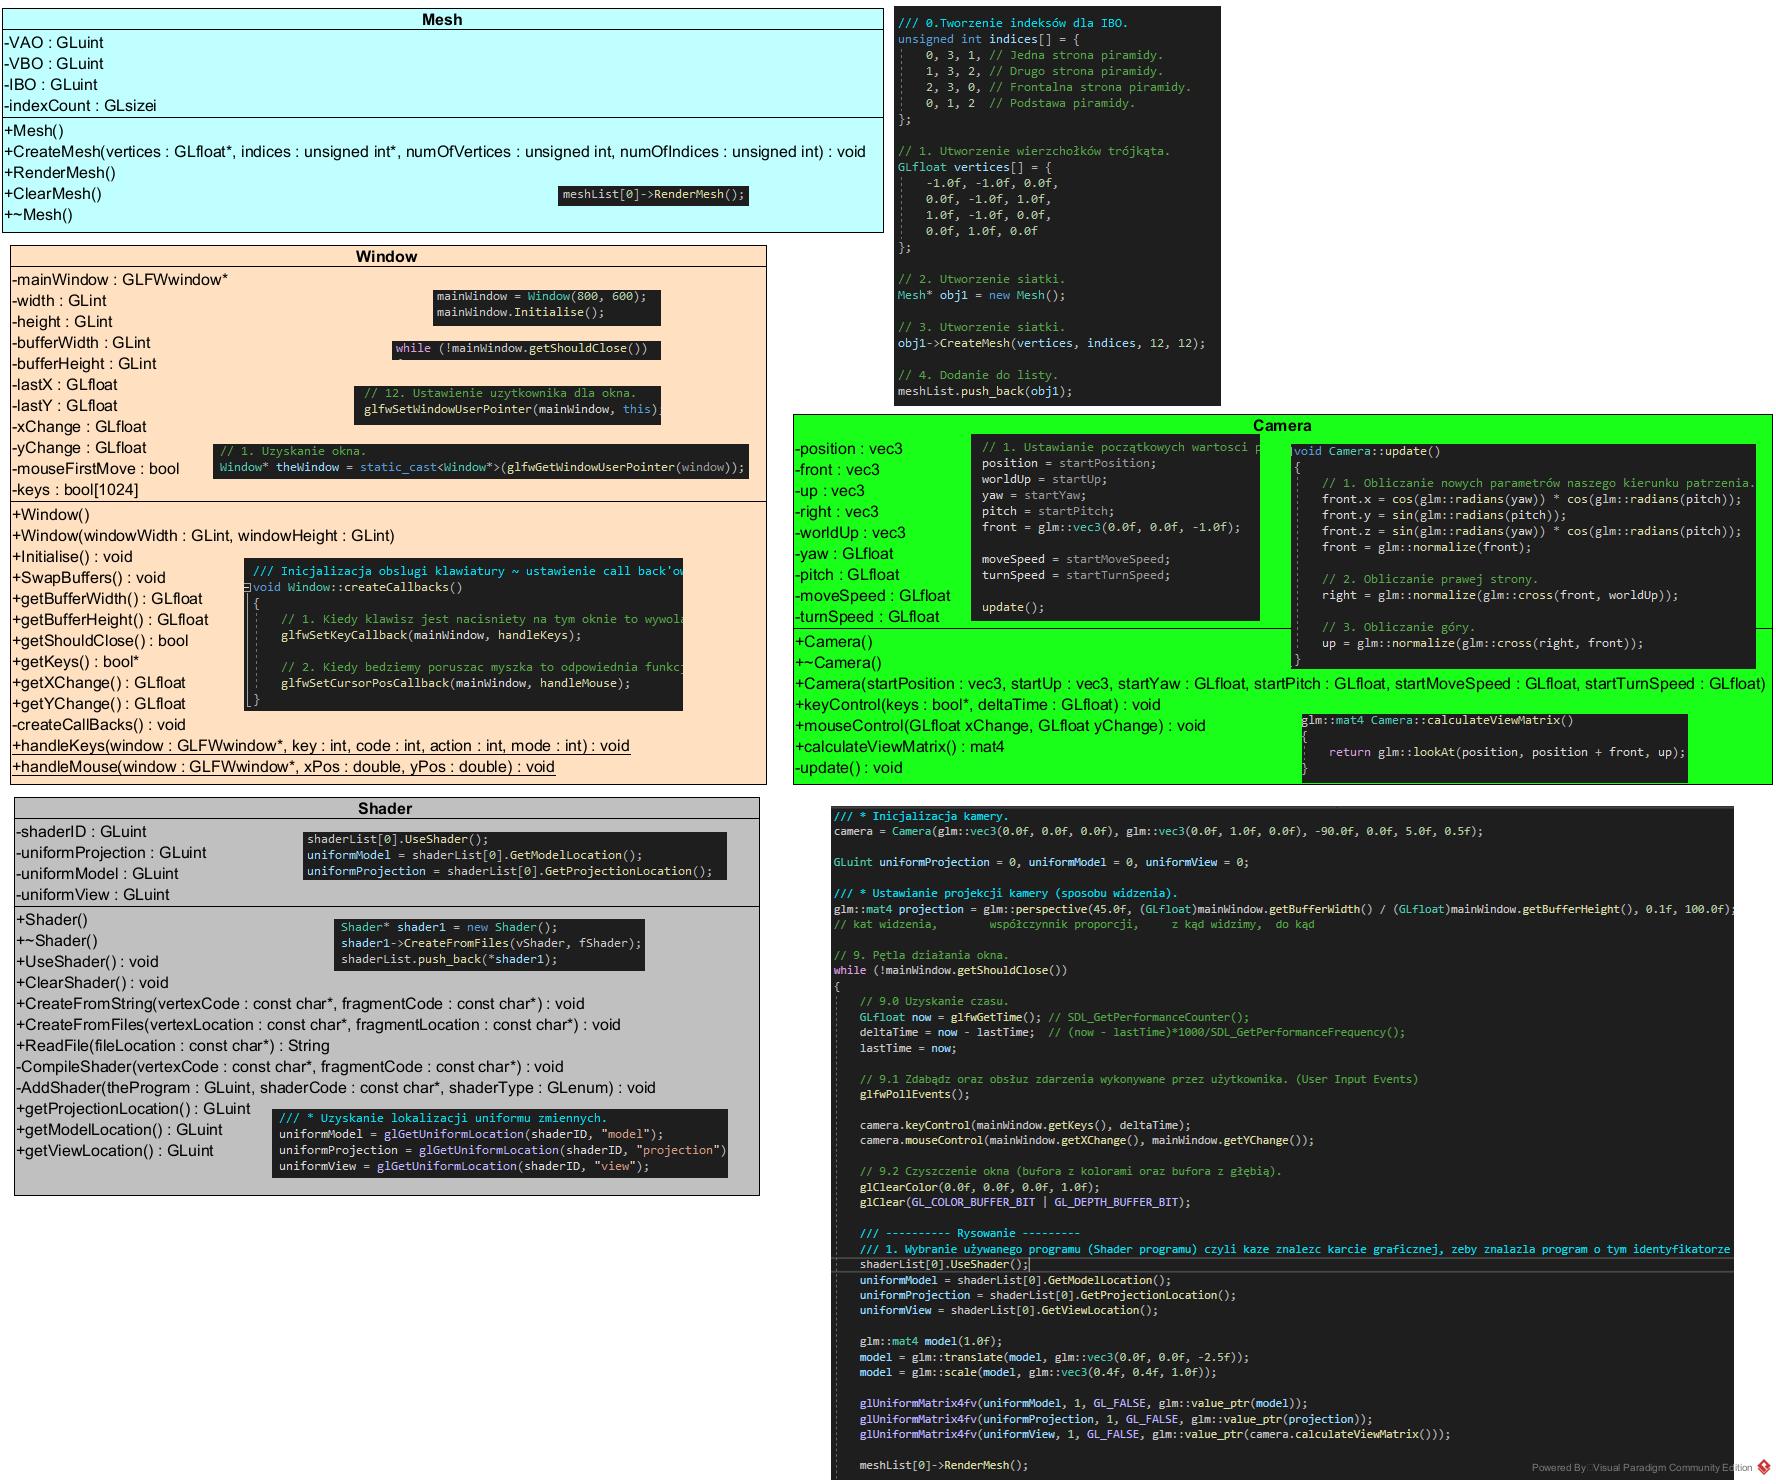 Mesh
-VAO : GLuint
-VBO : GLuint
-IBO : GLuint
-indexCount : GLsizei
+Mesh()
+CreateMesh(vertices : GLfloat*, indices : unsigned int*, numOfVertices : unsigned int, numOfIndices : unsigned int) : void
+RenderMesh()
+ClearMesh()
+~Mesh()
meshList[0]->RenderMesh();
/// 0.Tworzenie indeksów dla IBO.
unsigned int indices[] = {
0, 3, 1, // Jedna strona piramidy.
1, 3, 2, // Drugo strona piramidy.
2, 3, 0, // Frontalna strona piramidy.
0, 1, 2 // Podstawa piramidy.
};
// 1. Utworzenie wierzchołków trójkąta.
GLfloat vertices[] = {
-1.0f, -1.0f, 0.0f,
0.0f, -1.0f, 1.0f,
1.0f, -1.0f, 0.0f,
0.0f, 1.0f, 0.0f
};
// 2. Utworzenie siatki.
Mesh* obj1 = new Mesh();
// 3. Utworzenie siatki.
obj1->CreateMesh(vertices, indices, 12, 12);
// 4. Dodanie do listy.
meshList.push_back(obj1);
Window
-mainWindow : GLFWwindow*
-width : GLint
-height : GLint
-bufferWidth : GLint
-bufferHeight : GLint
-lastX : GLfloat
-lastY : GLfloat
-xChange : GLfloat
-yChange : GLfloat
-mouseFirstMove : bool
-keys : bool[1024]
mainWindow = Window(800, 600);
mainWindow.Initialise();
while (!mainWindow.getShouldClose())
// 12. Ustawienie uzytkownika dla okna.
glfwSetWindowUserPointer(mainWindow, this)
// 1. Uzyskanie okna.
Window* theWindow = static_cast<Window*>(glfwGetWindowUserPointer(window));
+Window()
+Window(windowWidth : GLint, windowHeight : GLint)
+Initialise() : void
+SwapBuffers() : void
+getBufferWidth() : GLfloat
+getBufferHeight() : GLfloat
+getShouldClose() : bool
+getKeys() : bool*
+getXChange() : GLfloat
+getYChange() : GLfloat
-createCallBacks() : void
+handleKeys(window : GLFWwindow*, key : int, code : int, action : int, mode : int) : void
+handleMouse(window : GLFWwindow*, xPos : double, yPos : double) : void
/// Inicjalizacja obslugi klawiatury ~ ustawienie call back'ow
void Window::createCallbacks()
{
// 1. Kiedy klawisz jest nacisniety na tym oknie to wywoła
glfwSetKeyCallback(mainWindow, handleKeys);
// 2. Kiedy bedziemy poruszac myszka to odpowiednia funkc
glfwSetCursorPosCallback(mainWindow, handleMouse);
}
Camera
-position : vec3
-front : vec3
-up : vec3
-right : vec3
-worldUp : vec3
-yaw : GLfloat
-pitch : GLfloat
-moveSpeed : GLfloat
-turnSpeed : GLfloat
// 1. Ustawianie początkowych wartosci p
position = startPosition;
worldUp = startUp;
yaw = startYaw;
pitch = startPitch;
front = glm::vec3(0.0f, 0.0f, -1.0f);
moveSpeed = startMoveSpeed;
turnSpeed = startTurnSpeed;
update();
void Camera::update()
{
// 1. Obliczanie nowych parametrów naszego kierunku patrzenia.
front.x = cos(glm::radians(yaw)) * cos(glm::radians(pitch));
front.y = sin(glm::radians(pitch));
front.z = sin(glm::radians(yaw)) * cos(glm::radians(pitch));
front = glm::normalize(front);
// 2. Obliczanie prawej strony.
right = glm::normalize(glm::cross(front, worldUp));
// 3. Obliczanie góry.
up = glm::normalize(glm::cross(right, front));
}
+Camera()
+~Camera()
+Camera(startPosition : vec3, startUp : vec3, startYaw : GLfloat, startPitch : GLfloat, startMoveSpeed : GLfloat, startTurnSpeed : GLfloat)
+keyControl(keys : bool*, deltaTime : GLfloat) : void
+mouseControl(GLfloat xChange, GLfloat yChange) : void
+calculateViewMatrix() : mat4
-update() : void
glm::mat4 Camera::calculateViewMatrix()
{
return glm::lookAt(position, position + front, up);
}
Shader
-shaderID : GLuint
-uniformProjection : GLuint
-uniformModel : GLuint
-uniformView : GLuint
shaderList[0].UseShader();
uniformModel = shaderList[0].GetModelLocation();
uniformProjection = shaderList[0].GetProjectionLocation();
+Shader()
+~Shader()
+UseShader() : void
+ClearShader() : void
+CreateFromString(vertexCode : const char*, fragmentCode : const char*) : void
+CreateFromFiles(vertexLocation : const char*, fragmentLocation : const char*) : void
+ReadFile(fileLocation : const char*) : String
-CompileShader(vertexCode : const char*, fragmentCode : const char*) : void
-AddShader(theProgram : GLuint, shaderCode : const char*, shaderType : GLenum) : void
+getProjectionLocation() : GLuint
+getModelLocation() : GLuint
+getViewLocation() : GLuint
Shader* shader1 = new Shader();
shader1->CreateFromFiles(vShader, fShader);
shaderList.push_back(*shader1);
/// * Uzyskanie lokalizacji uniformu zmiennych.
uniformModel = glGetUniformLocation(shaderID, "model");
uniformProjection = glGetUniformLocation(shaderID, "projection")
uniformView = glGetUniformLocation(shaderID, "view");
/// * Inicjalizacja kamery.
camera = Camera(glm::vec3(0.0f, 0.0f, 0.0f), glm::vec3(0.0f, 1.0f, 0.0f), -90.0f, 0.0f, 5.0f, 0.5f);
GLuint uniformProjection = 0, uniformModel = 0, uniformView = 0;
/// * Ustawianie projekcji kamery (sposobu widzenia).
glm::mat4 projection = glm::perspective(45.0f, (GLfloat)mainWindow.getBufferWidth() / (GLfloat)mainWindow.getBufferHeight(), 0.1f, 100.0f);
// kat widzenia, współczynnik proporcji, z kąd widzimy, do kąd
// 9. Pętla działania okna.
while (!mainWindow.getShouldClose())
{
// 9.0 Uzyskanie czasu.
GLfloat now = glfwGetTime(); // SDL_GetPerformanceCounter();
deltaTime = now - lastTime; // (now - lastTime)*1000/SDL_GetPerformanceFrequency();
lastTime = now;
// 9.1 Zdabądz oraz obsłuz zdarzenia wykonywane przez użytkownika. (User Input Events)
glfwPollEvents();
camera.keyControl(mainWindow.getKeys(), deltaTime);
camera.mouseControl(mainWindow.getXChange(), mainWindow.getYChange());
// 9.2 Czyszczenie okna (bufora z kolorami oraz bufora z głębią).
glClearColor(0.0f, 0.0f, 0.0f, 1.0f);
glClear(GL_COLOR_BUFFER_BIT | GL_DEPTH_BUFFER_BIT);
/// ---------- Rysowanie ---------
/// 1. Wybranie używanego programu (Shader programu) czyli kaze znalezc karcie graficznej, zeby znalazla program o tym identyfikatorze
shaderList[0].UseShader();
uniformModel = shaderList[0].GetModelLocation();
uniformProjection = shaderList[0].GetProjectionLocation();
uniformView = shaderList[0].GetViewLocation();
glm::mat4 model(1.0f);
model = glm::translate(model, glm::vec3(0.0f, 0.0f, -2.5f));
model = glm::scale(model, glm::vec3(0.4f, 0.4f, 1.0f));
glUniformMatrix4fv(uniformModel, 1, GL_FALSE, glm::value_ptr(model));
glUniformMatrix4fv(uniformProjection, 1, GL_FALSE, glm::value_ptr(projection));
glUniformMatrix4fv(uniformView, 1, GL_FALSE, glm::value_ptr(camera.calculateViewMatrix()));
meshList[0]->RenderMesh();
Powered By Visual Paradigm Community Edition